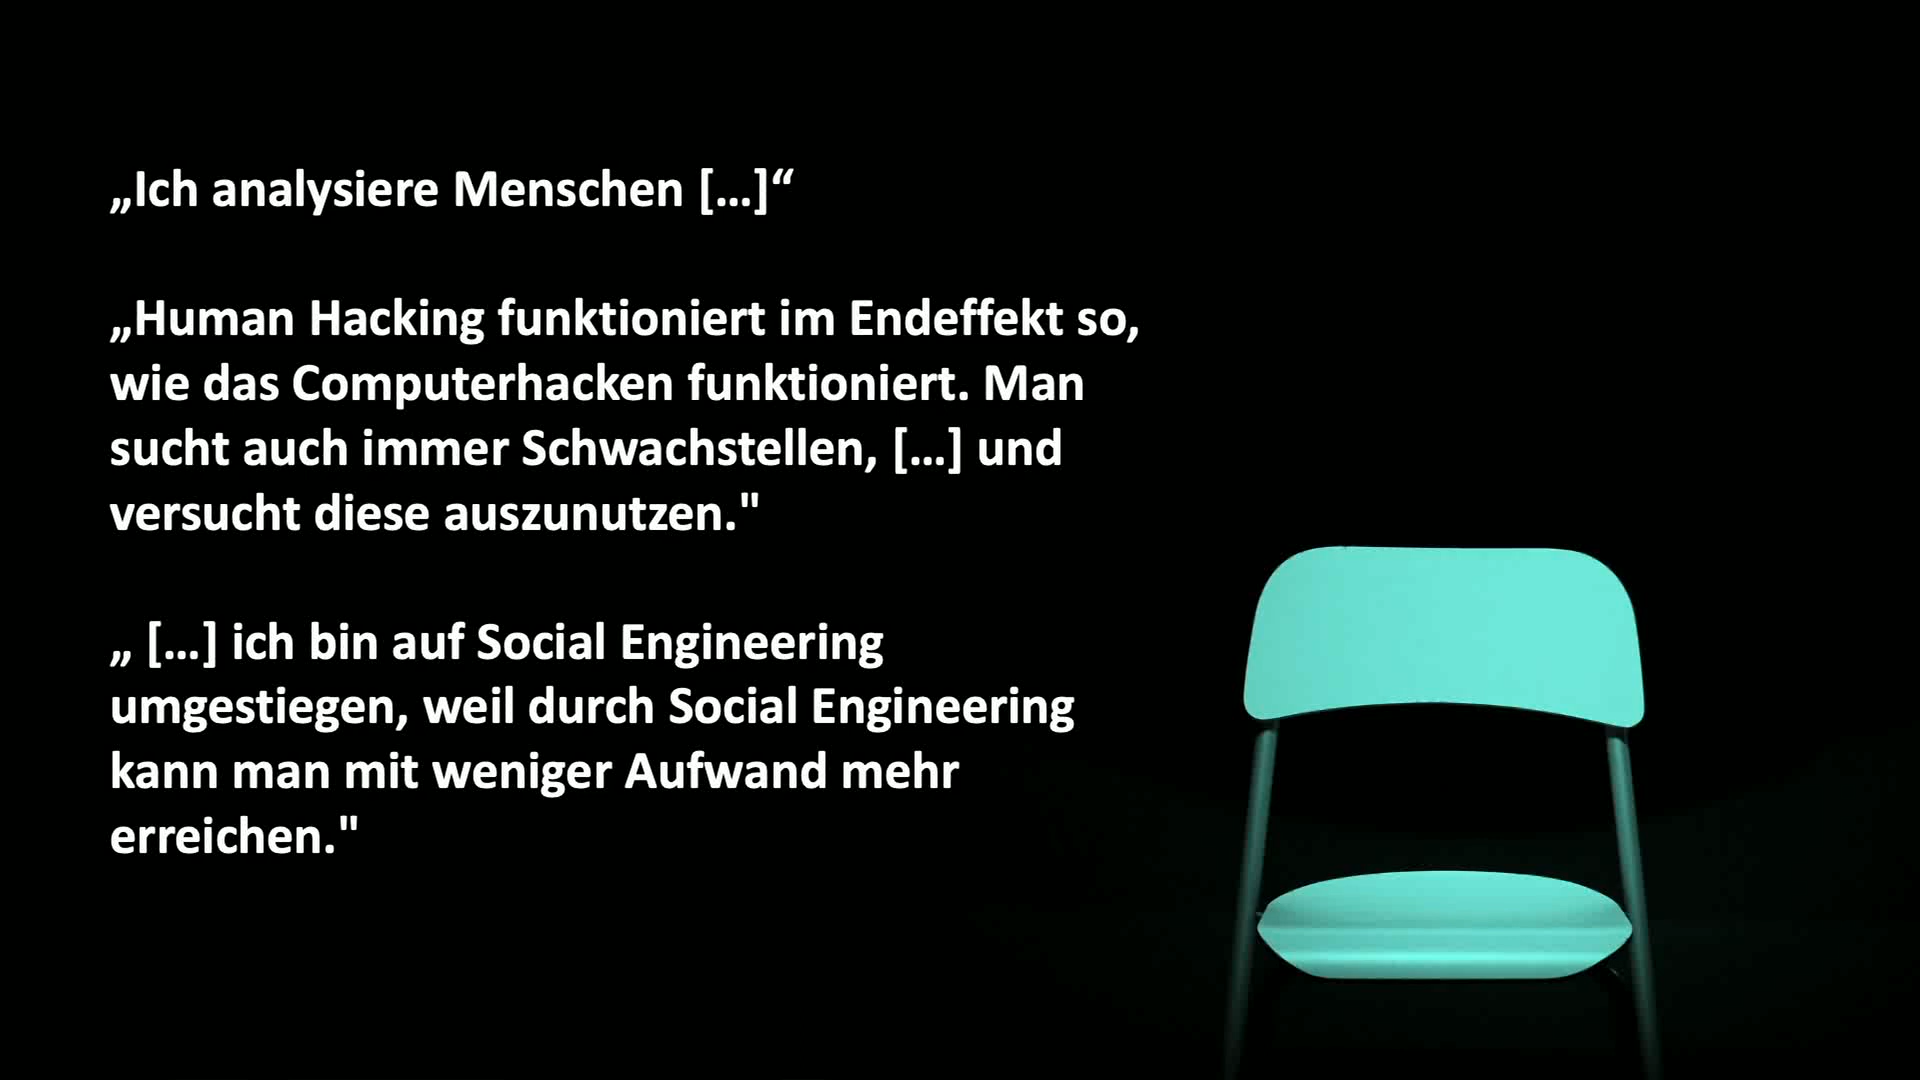 „Ich analysiere Menschen […]“
„Human Hacking funktioniert im Endeffekt so,
wie das Computerhacken funktioniert. Man
sucht auch immer Schwachstellen, […] und
versucht diese auszunutzen."
„ […] ich bin auf Social Engineering
umgestiegen, weil durch Social Engineering
kann man mit weniger Aufwand mehr
erreichen."